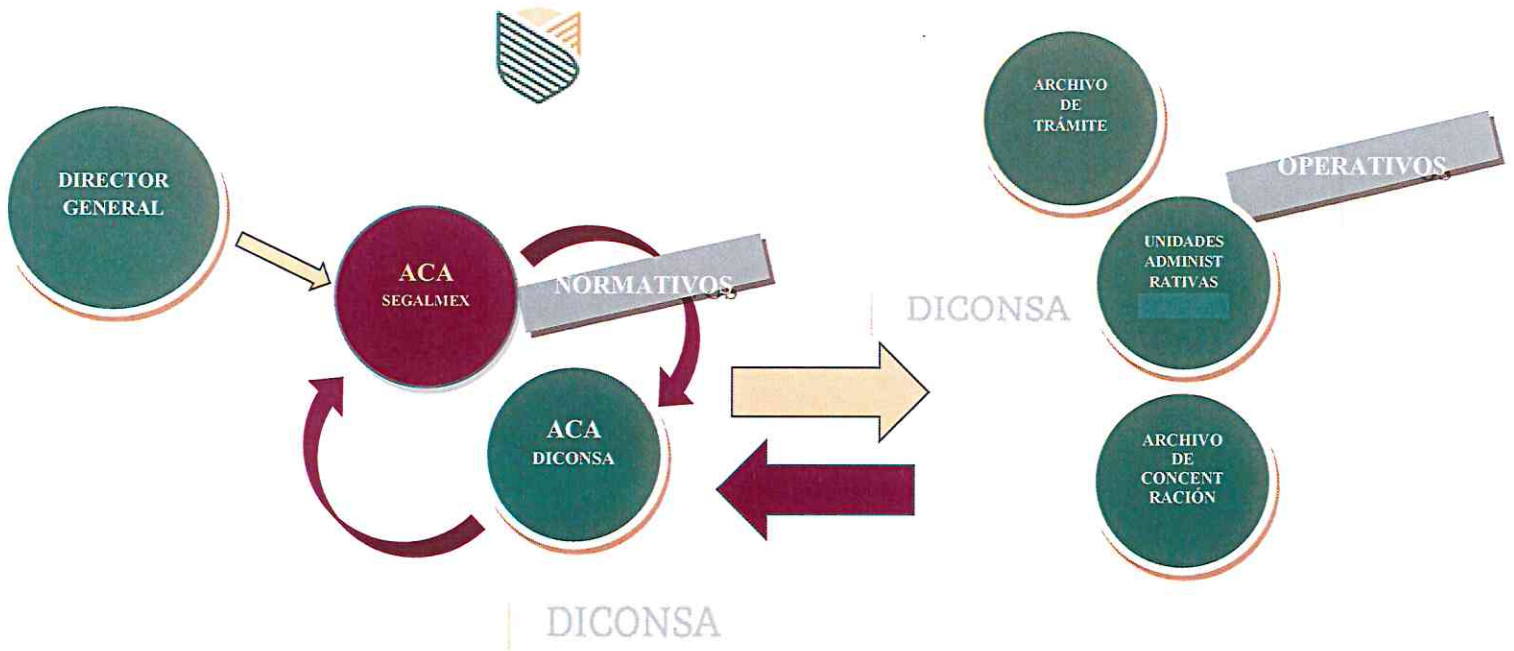 DIRECTOR
GENERAL
ACA
SEGALMEX
NORMATIVOS
ACA
DICONSA
DICONSA
ARCHIVO
DE
TRÁMITE
OPERATIVOS
UNIDADES
ADMINIST
RATIVAS
DICONSA
ARCHIVO
DE
CONCENT
RACIÓN